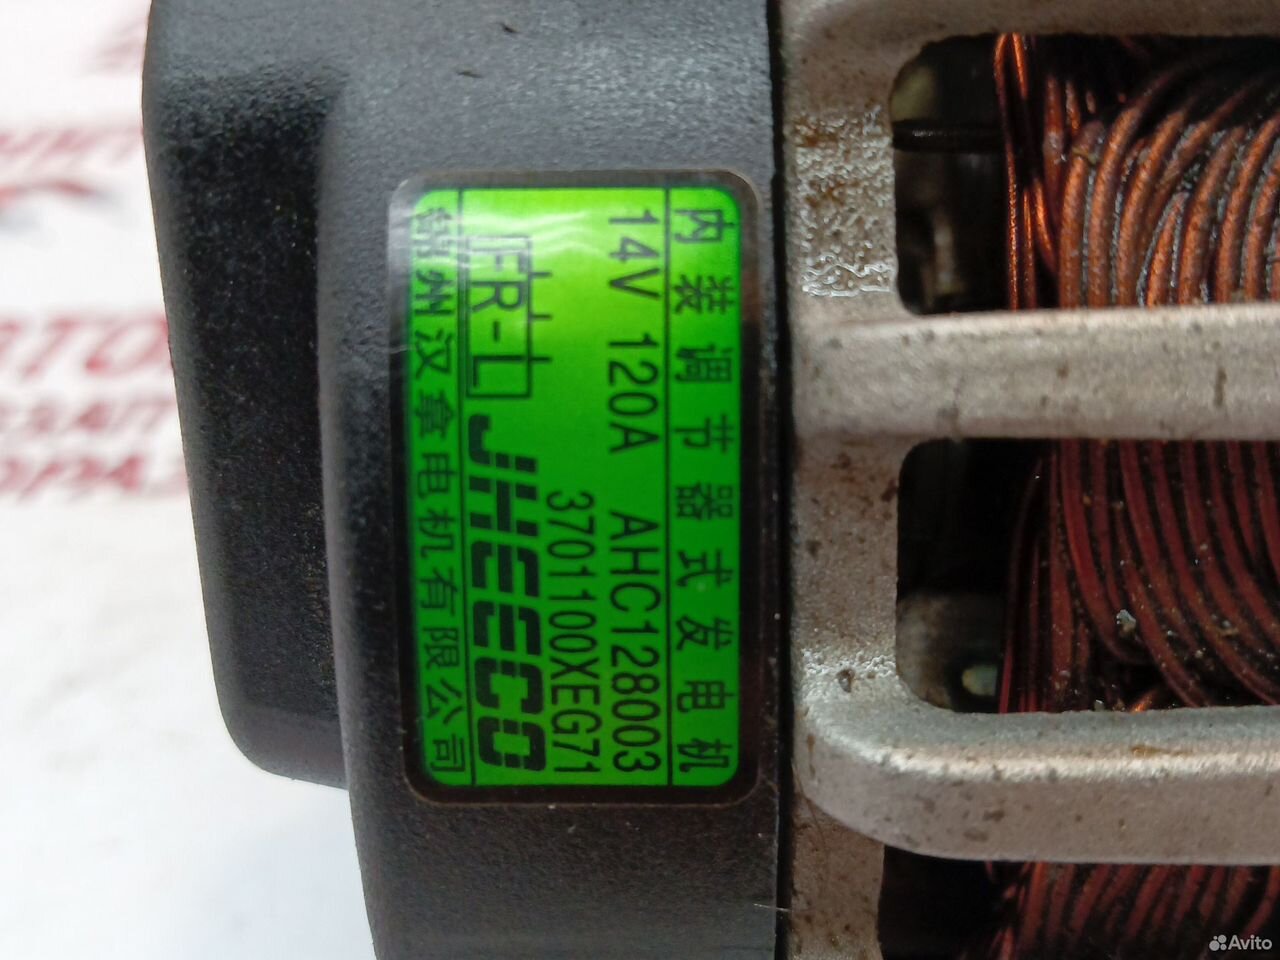 内装调节器式发电机
14V 120A AHC128003
3701100XEG71
FR-L JHEECO
锦州汉拿电机有限公司
Avito